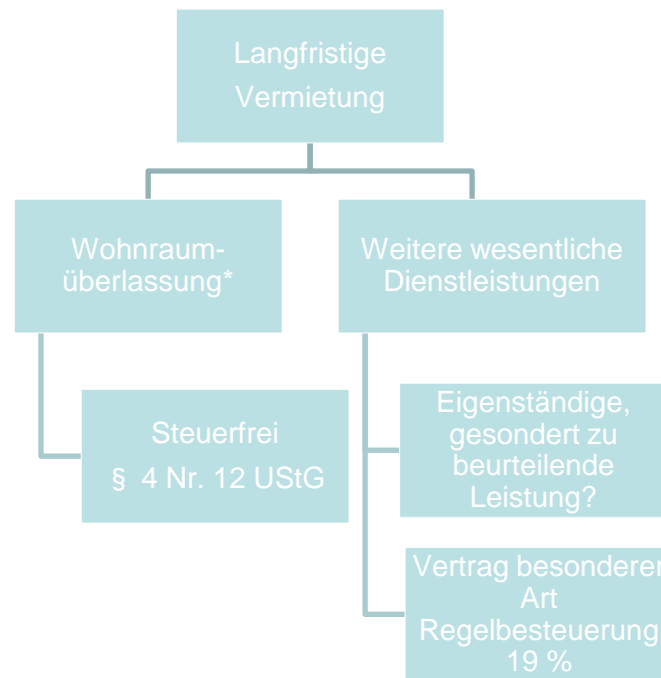 Langfristige
Vermietung
Wohnraum-
überlassung*
Weitere wesentliche
Dienstleistungen
Steuerfrei
§ 4 Nr. 12 UStG
Eigenständige,
gesondert zu
beurteilende
Leistung?
Vertrag besonderer
Art
Regelbesteuerung
19 %